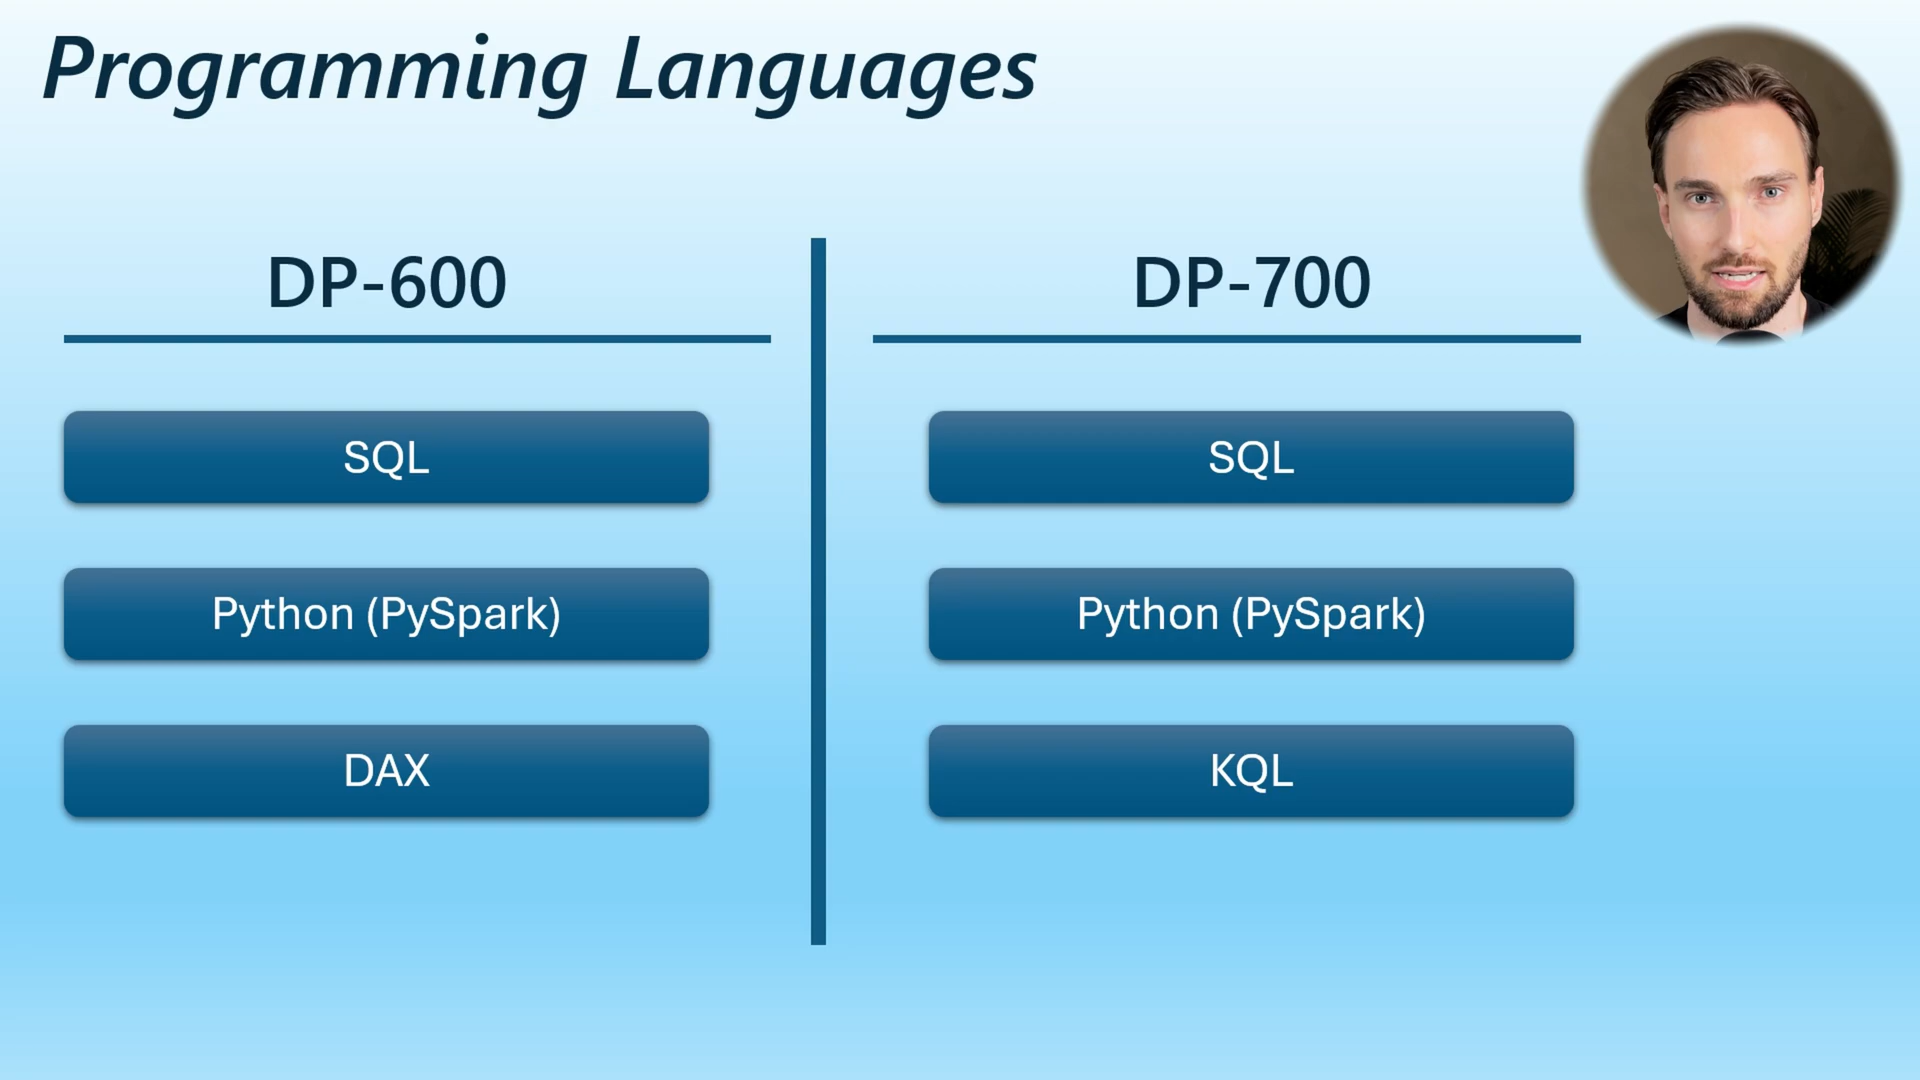 Programming Languages
DP-600
SQL
Python (PySpark)
DAX
DP-700
SQL
Python (PySpark)
KQL